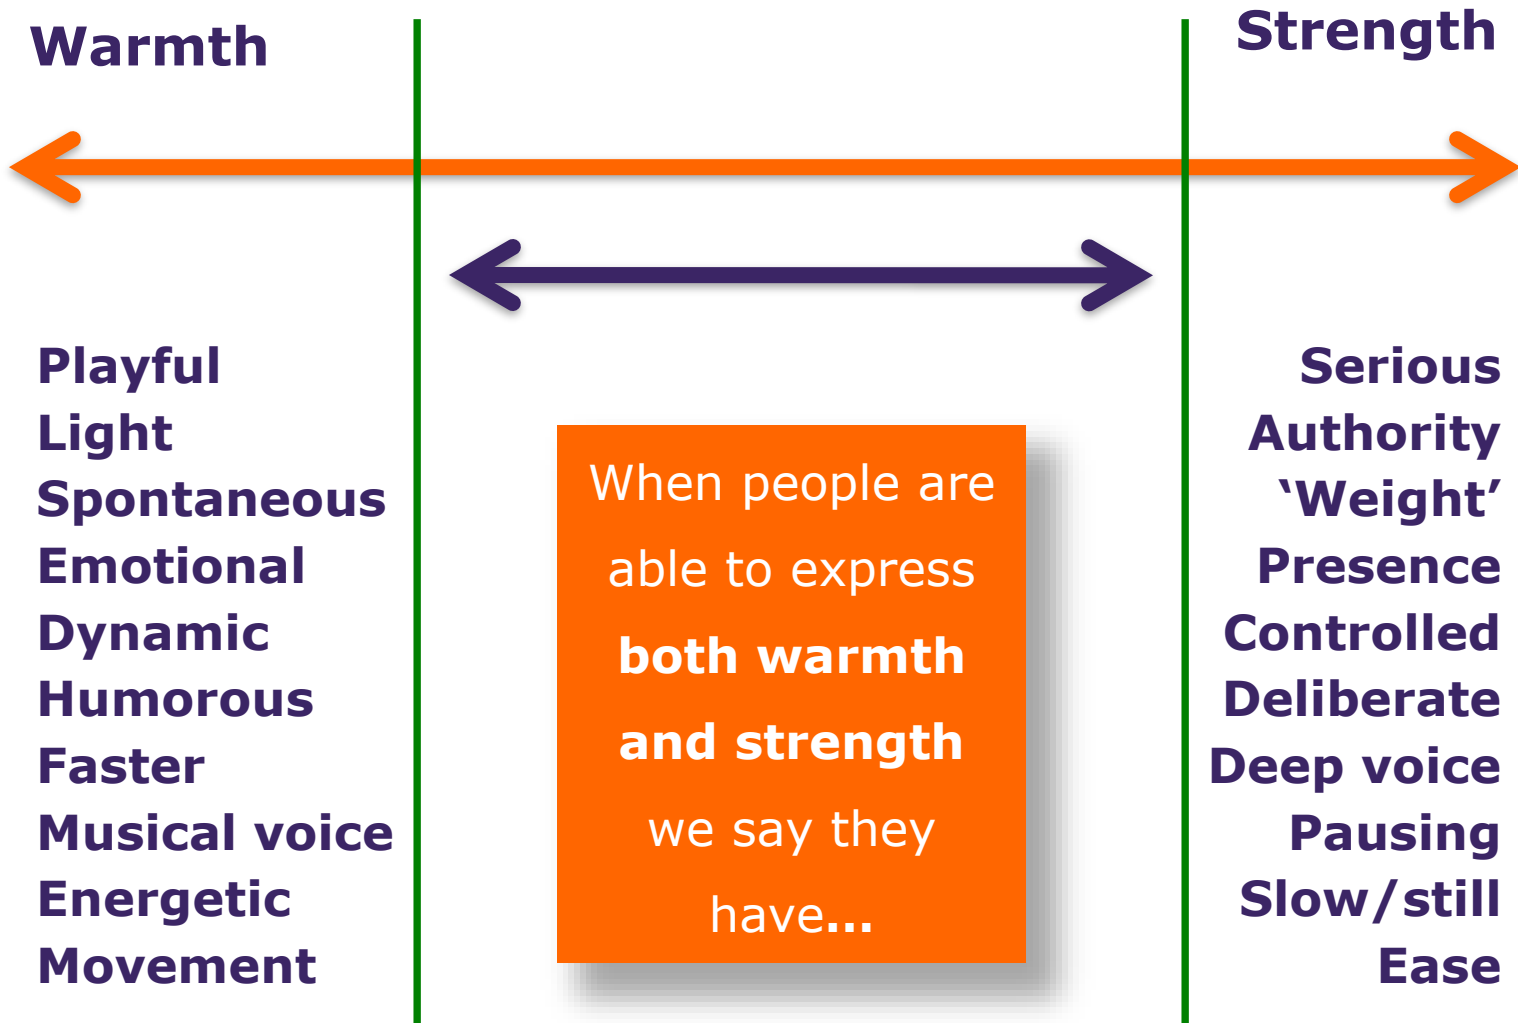 Warmth
Strength
Playful
Light
Spontaneous
Emotional
Dynamic
Humorous
Faster
Musical voice
Energetic
Movement
When people are
able to express
both warmth
and strength
we say they
have...
Serious
Authority
‘Weight’
Presence
Controlled
Deliberate
Deep voice
Pausing
Slow/still
Ease